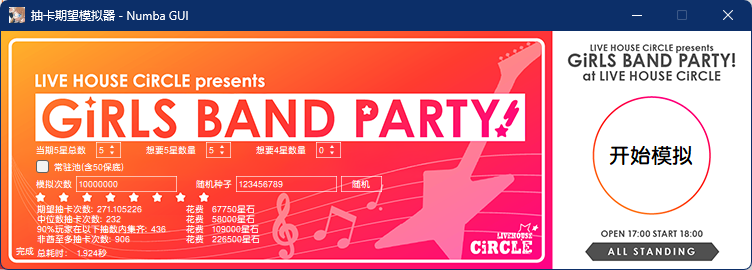 抽卡期望模拟器 - Numba GUI
LIVE HOUSE CiRCLE presents
GiRLS BAND PARTY!
当期5星总数 5 想要5星数量 5 想要4星数量 0
常驻池(含50保底)
模拟次数 10000000 随机种子 123456789 随机
期望抽卡次数: 271.105226 花费 67750星石
中位数抽卡次数: 232 花费 58000星石
90%玩家在以下抽数内集齐: 436 花费 109000星石
非酋至多抽卡次数: 906 花费 226500星石
完成 总耗时: 1.924秒
LIVEHOUSE
CiRCLE
LIVE HOUSE CiRCLE presents
GiRLS BAND PARTY!
at LIVE HOUSE CiRCLE
开始模拟
OPEN 17:00 START 18:00
ALL STANDING